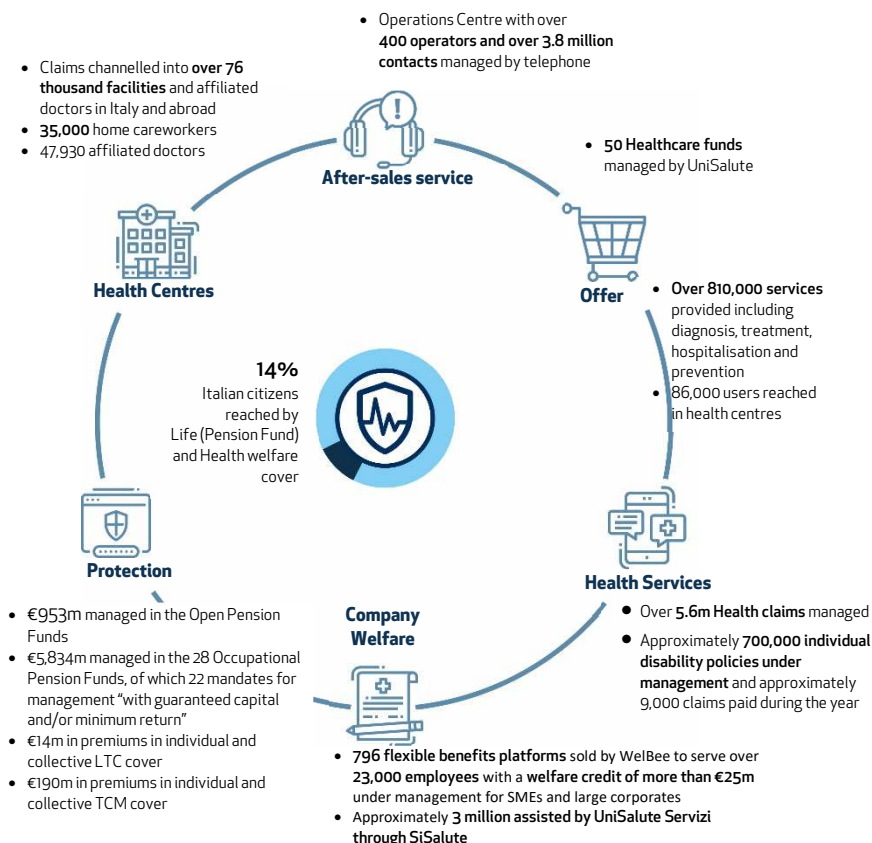 • Operations Centre with over
400 operators and over 3.8 million
contacts managed by telephone
• Claims channelled into over 76
thousand facilities and affiliated
doctors in Italy and abroad
• 35,000 home careworkers
• 47,930 affiliated doctors
After-sales service
• 50 Healthcare funds
managed by UniSalute
Health Centres
Offer
• Over 810,000 services
provided including
diagnosis, treatment,
hospitalisation and
prevention
• 86,000 users reached
in health centres
14%
Italian citizens
reached by
Life (Pension Fund)
and Health welfare
cover
Protection
Health Services
• €953m managed in the Open Pension
Funds
• €5,834m managed in the 28 Occupational
Pension Funds, of which 22 mandates for
management “with guaranteed capital
and/or minimum return”
• €14m in premiums in individual and
collective LTC cover
• €190m in premiums in individual and
collective TCM cover
Company
Welfare
• Over 5.6m Health claims managed
• Approximately 700,000 individual
disability policies under
management and approximately
9,000 claims paid during the year
• 796 flexible benefits platforms sold by WelBee to serve over
23,000 employees with a welfare credit of more than €25m
under management for SMEs and large corporates
• Approximately 3 million assisted by UniSalute Servizi
through SiSalute